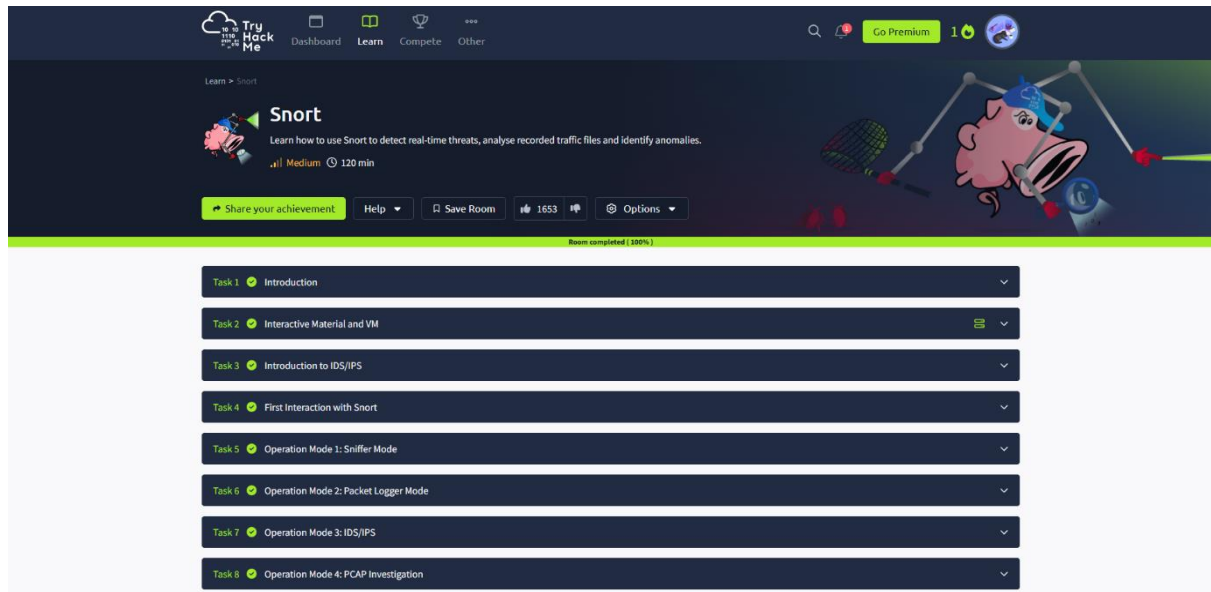 Try
Hack
Me
Dashboard
Learn
Compete
Other
Go Premium
1
Learn > Snort
Snort
Learn how to use Snort to detect real-time threats, analyse recorded traffic files and identify anomalies.
Medium 120 min
Share your achievement
Help
Save Room
1653
Options
Room completed ( 100% )
Task 1 Introduction
Task 2 Interactive Material and VM
Task 3 Introduction to IDS/IPS
Task 4 First Interaction with Snort
Task 5 Operation Mode 1: Sniffer Mode
Task 6 Operation Mode 2: Packet Logger Mode
Task 7 Operation Mode 3: IDS/IPS
Task 8 Operation Mode 4: PCAP Investigation